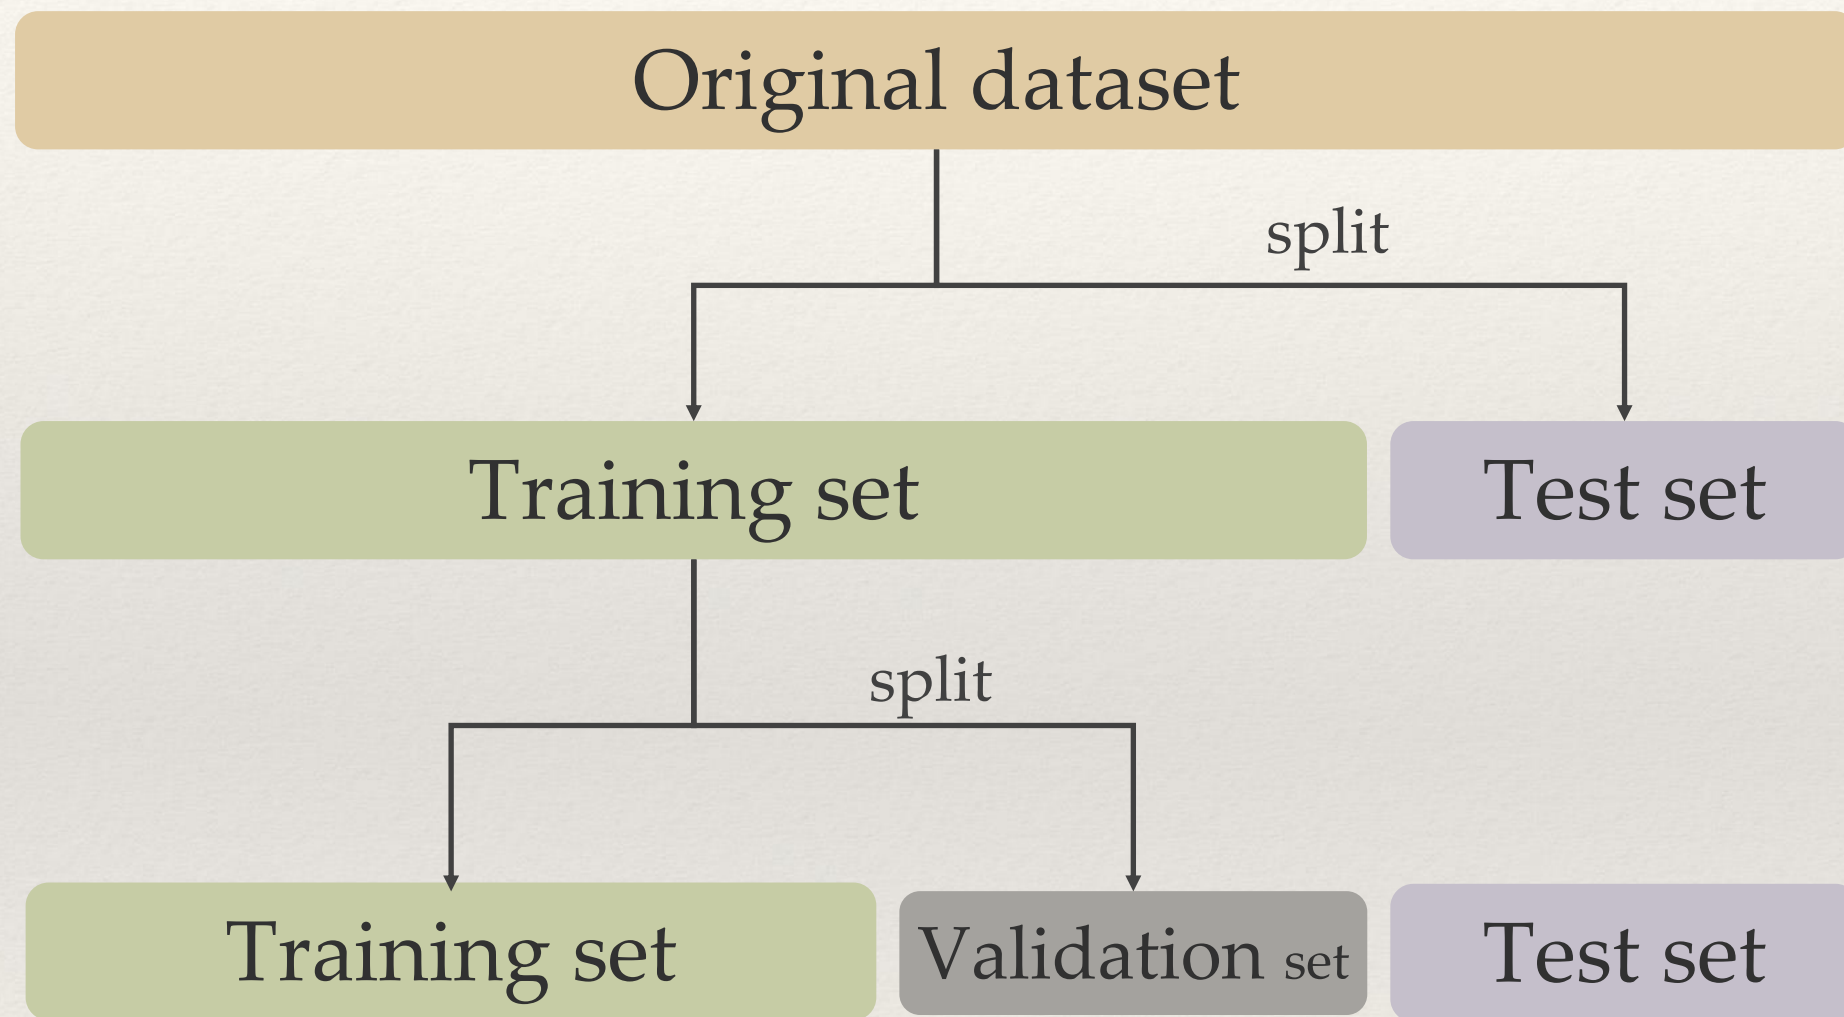 Original dataset
split
Training set
Test set
split
Training set
Validation set
Test set